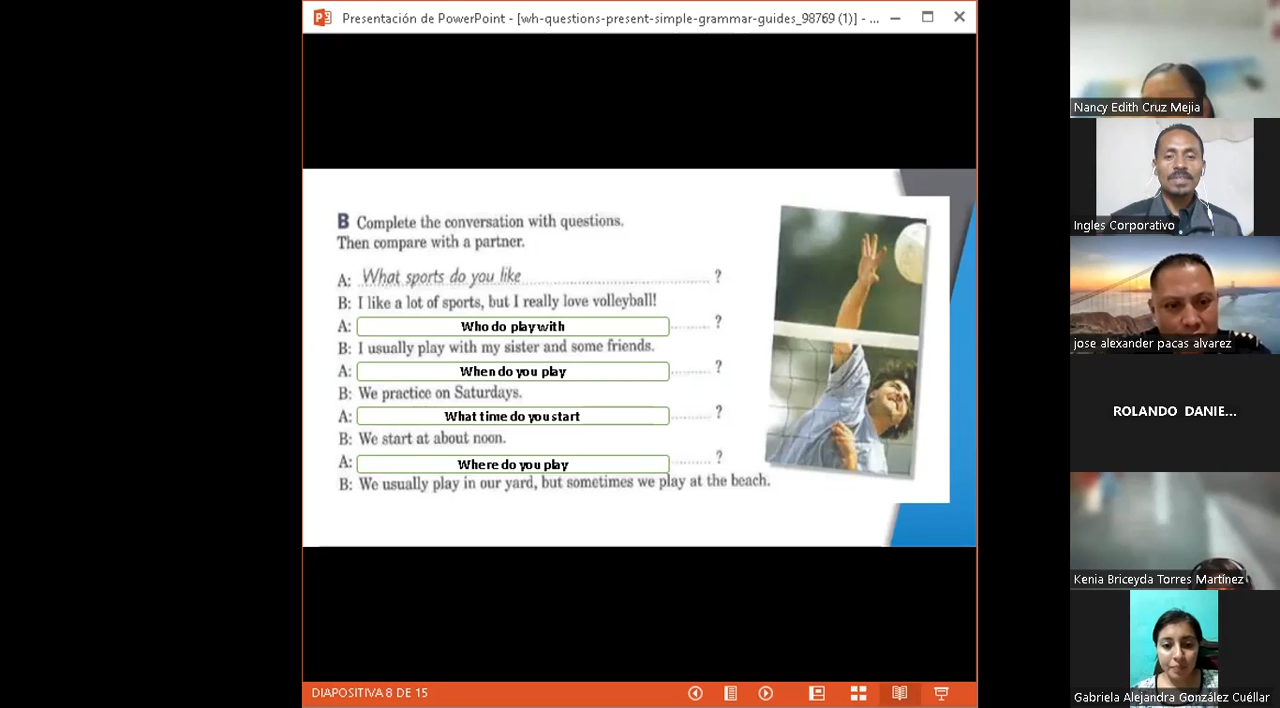 Presentación de PowerPoint - [wh-questions-present-simple-grammar-guides_98769 (1)] - ...
B Complete the conversation with questions.
Then compare with a partner.
A: What sports do you like ?
B: I like a lot of sports, but I really love volleyball!
A: Who do play with ?
B: I usually play with my sister and some friends.
A: When do you play ?
B: We practice on Saturdays.
A: What time do you start ?
B: We start at about noon.
A: Where do you play ?
B: We usually play in our yard, but sometimes we play at the beach.
DIAPOSITIVA 8 DE 15
Nancy Edith Cruz Mejia
Ingles Corporativo
jose alexander pacas alvarez
ROLANDO DANIE...
Kenia Briceyda Torres Martínez
Gabriela Alejandra González Cuéllar